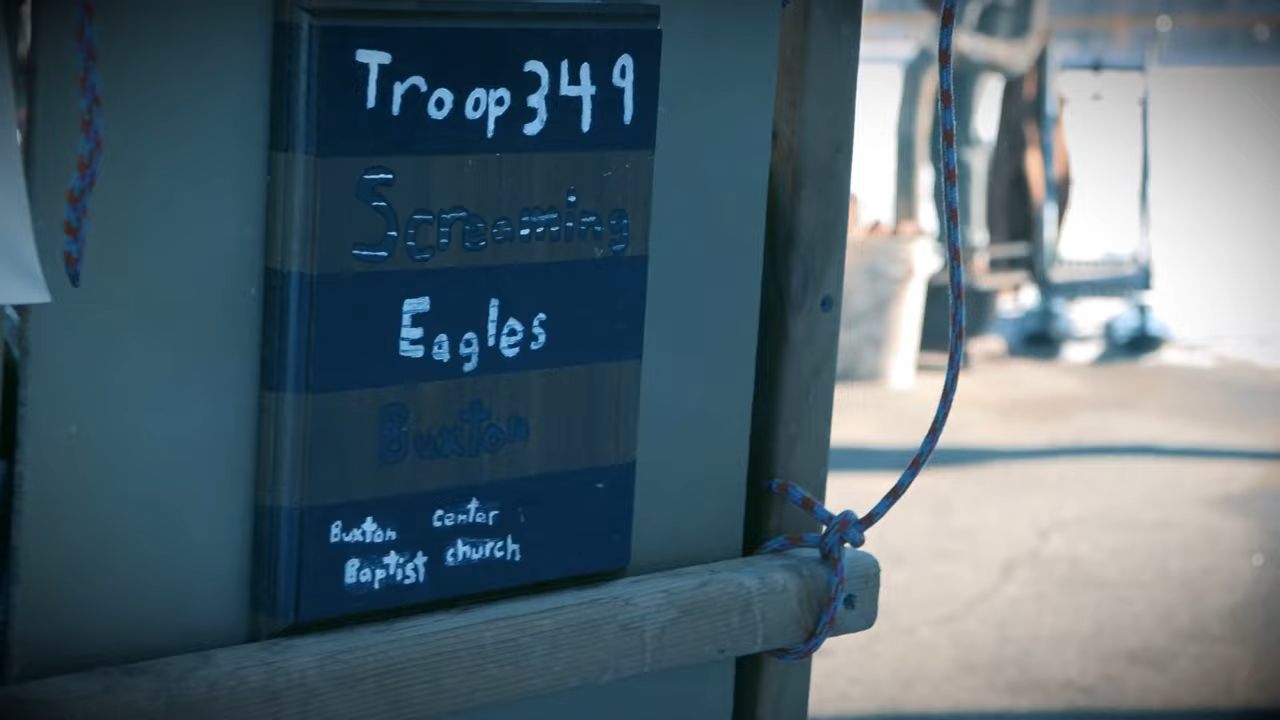 Troop 349
Screaming
Eagles
Buxton
Buxton center
Baptist church